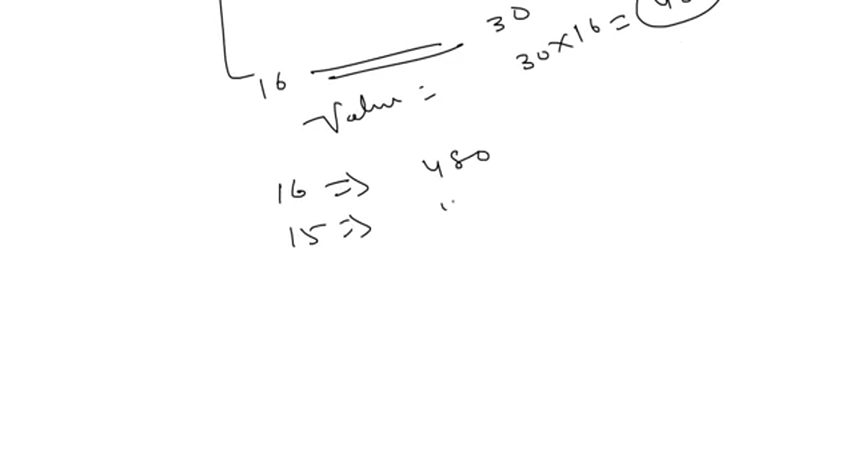 30
30×16=
16
Value =
16 => 480
15 =>